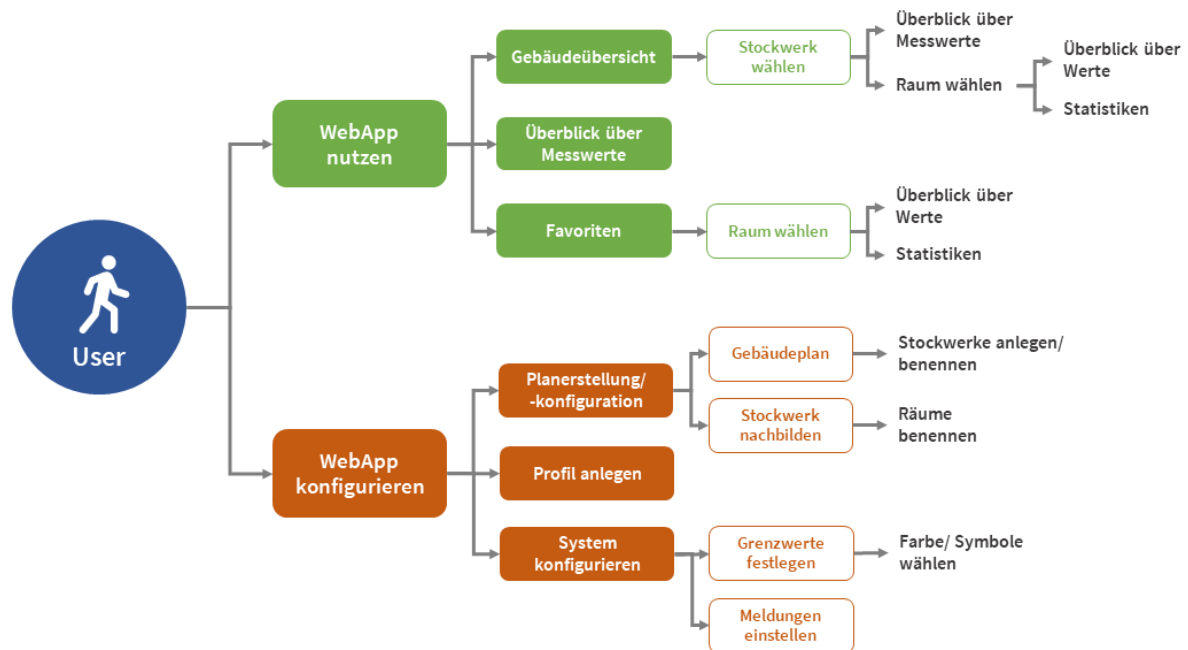 User
WebApp
nutzen
Gebäudeübersicht
Stockwerk
wählen
Überblick über
Messwerte
Raum wählen
Überblick über
Werte
Statistiken
Überblick über
Messwerte
Favoriten
Raum wählen
Überblick über
Werte
Statistiken
WebApp
konfigurieren
Planerstellung/
-konfiguration
Gebäudeplan
Stockwerke anlegen/
benennen
Stockwerk
nachbilden
Räume
benennen
Profil anlegen
System
konfigurieren
Grenzwerte
festlegen
Farbe/ Symbole
wählen
Meldungen
einstellen